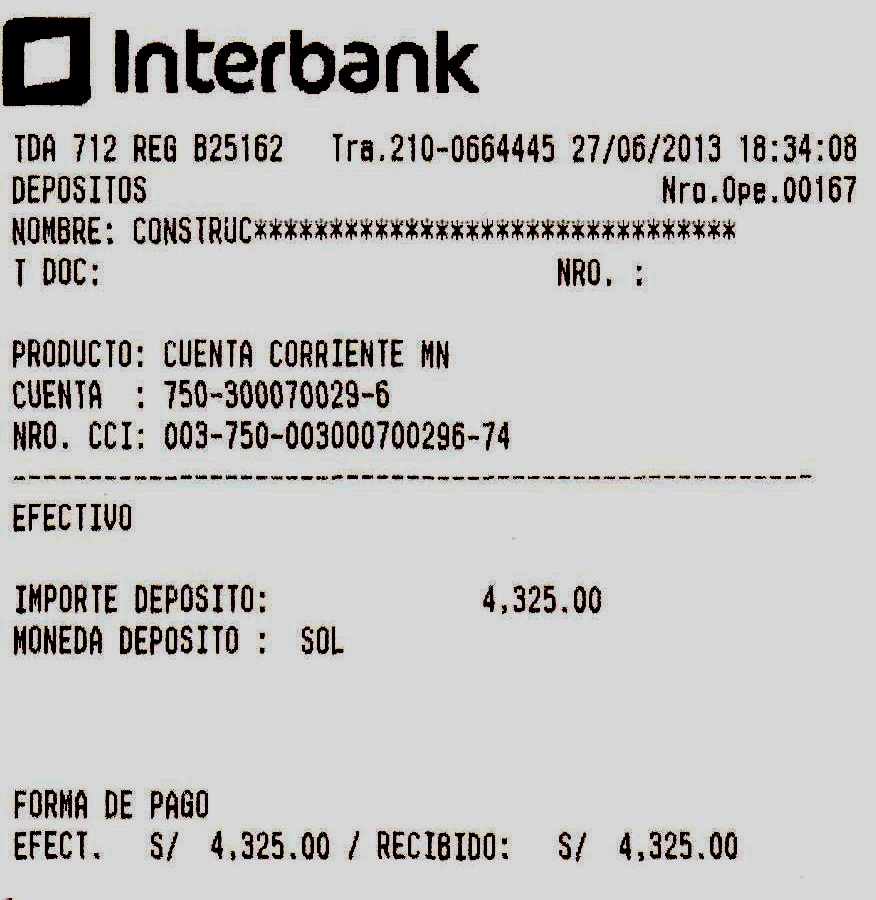 Interbank
TDA 712 REG B25162 Tra.210-0664445 27/06/2013 18:34:08
DEPOSITOS Nro.Ope.00167
NOMBRE: CONSTRUC********************************
T DOC: NRO. :
PRODUCTO: CUENTA CORRIENTE MN
CUENTA : 750-300070029-6
NRO. CCI: 003-750-003000700296-74
-----------------------------------------------------
EFECTIVO
IMPORTE DEPOSITO: 4,325.00
MONEDA DEPOSITO : SOL
FORMA DE PAGO
EFECT. S/ 4,325.00 / RECIBIDO: S/ 4,325.00